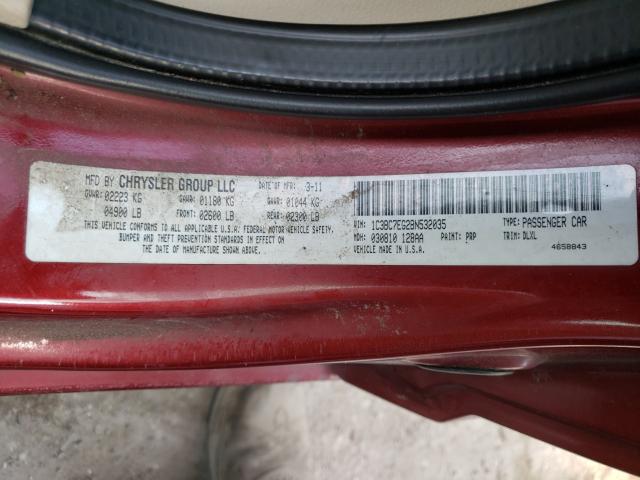 MFD BY CHRYSLER GROUP LLC DATE OF MFR: 3-11
GVWR: 02223 KG GAWR: 01180 KG GAWR: 01044 KG
04900 LB FRONT: 02600 LB REAR: 02300 LB
THIS VEHICLE CONFORMS TO ALL APPLICABLE U.S.A. FEDERAL MOTOR VEHICLE SAFETY,
BUMPER AND THEFT PREVENTION STANDARDS IN EFFECT ON THE DATE OF MFR SHOWN ABOVE.
VIN: 1C3BC7EG2BN532035 TYPE: PASSENGER CAR
MDH: 030810 128AA PAINT: PRP TRIM: DLXL
VEHICLE MADE IN U.S.A. 4658843